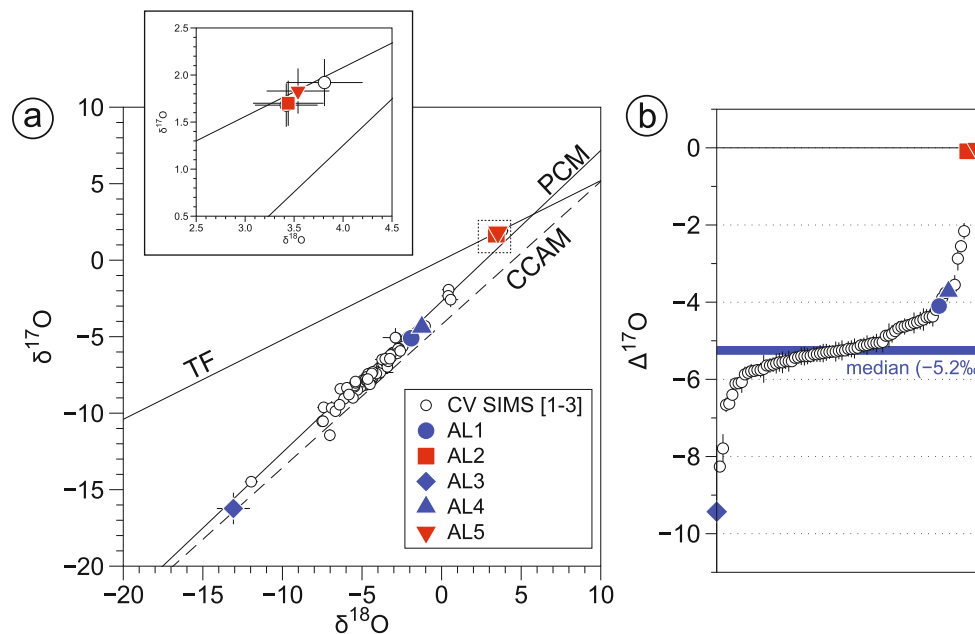 a
2.5
2.0
1.5
1.0
0.5
δ¹⁷O
2.5 3.0 3.5 4.0 4.5
δ¹⁸O
10
5
0
−5
−10
−15
−20
δ¹⁷O
−20 −15 −10 −5 0 5 10
δ¹⁸O
TF
PCM
CCAM
CV SIMS [1-3]
AL1
AL2
AL3
AL4
AL5
b
0
−2
−4
−6
−8
−10
Δ¹⁷O
median (−5.2‰